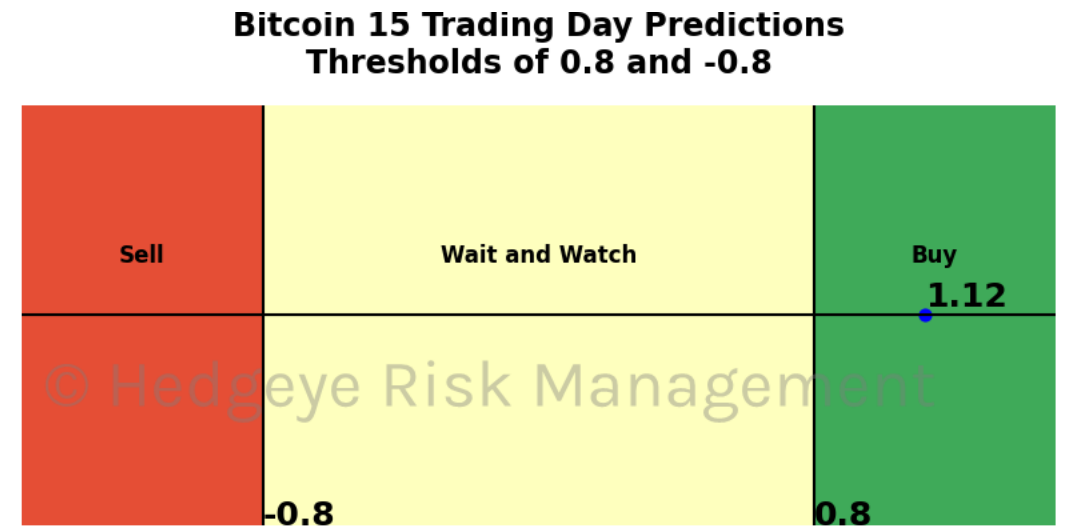 Bitcoin 15 Trading Day Predictions
Thresholds of 0.8 and -0.8
Sell
Wait and Watch
Buy
1.12
© Hedgeye Risk Management
-0.8
0.8